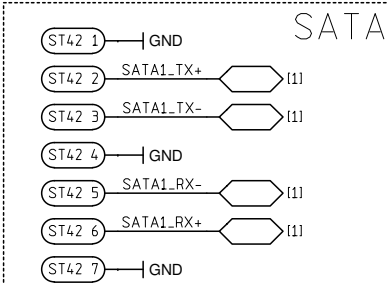 SATA
ST42 1 GND
ST42 2 SATA1_TX+ [1]
ST42 3 SATA1_TX- [1]
ST42 4 GND
ST42 5 SATA1_RX- [1]
ST42 6 SATA1_RX+ [1]
ST42 7 GND